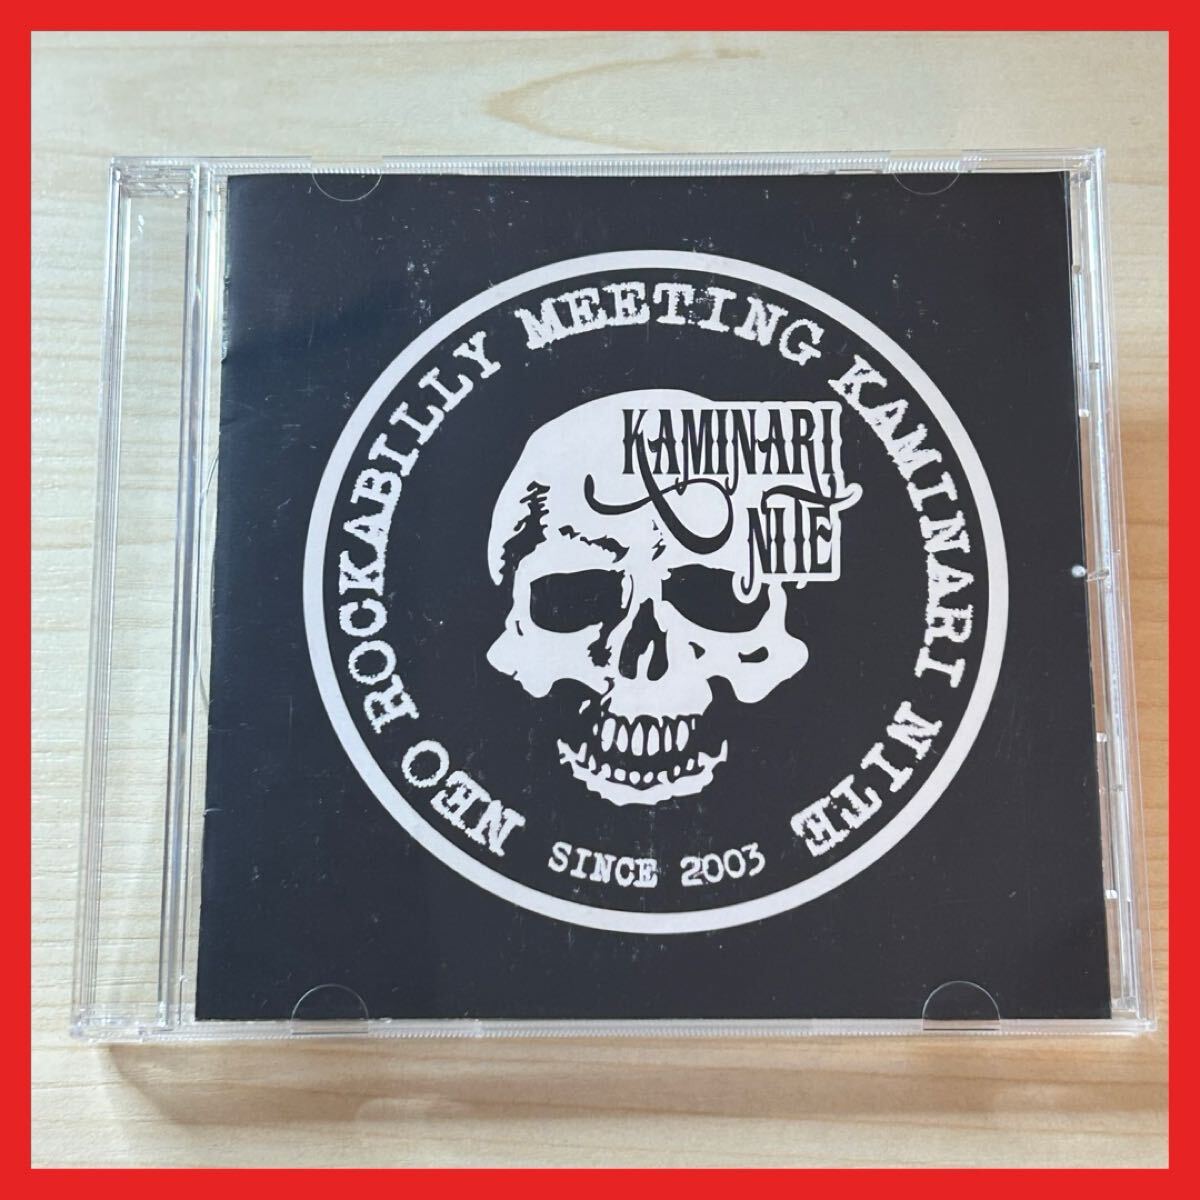 NEO ROCKABILLY MEETING KAMINARI NITE
KAMINARI
NITE
SINCE 2003